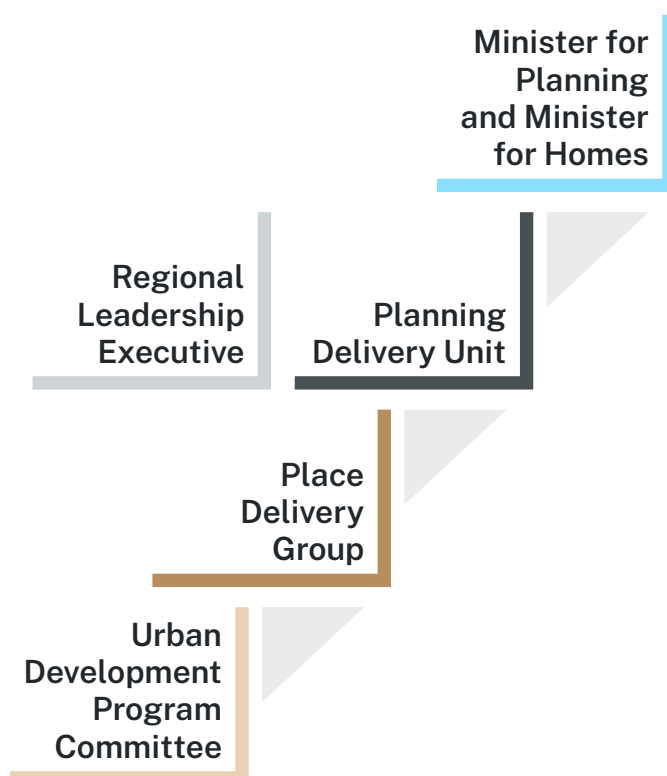 Minister for
Planning
and Minister
for Homes
Regional
Leadership
Executive
Planning
Delivery Unit
Place
Delivery
Group
Urban
Development
Program
Committee